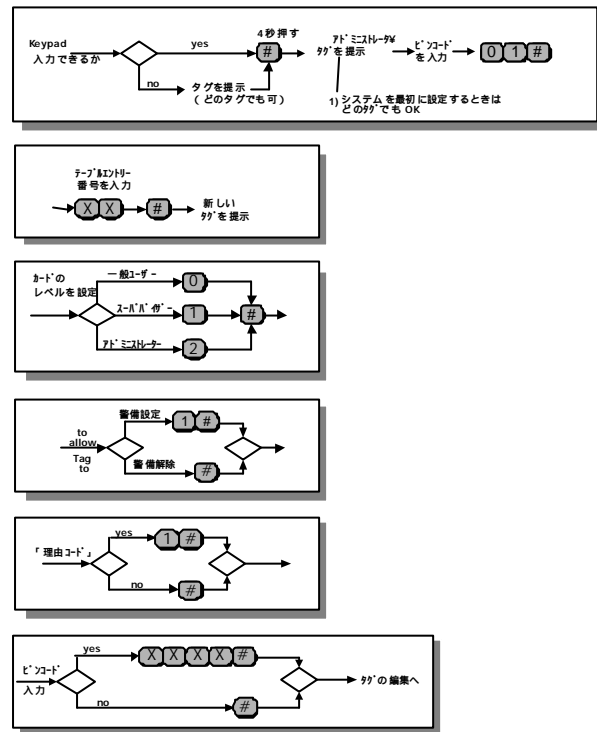 4秒押す
Keypad
入力できるか
yes
#
ｱﾄﾞﾐﾆｽﾄﾚｰﾀ¥
ﾀｸﾞを提示
ﾋﾟﾝコｰﾄﾞ
を入力
0 1 #
no
タグを提示
(どのタグでも可)
1) システムを最初に設定するときは
どのﾀｸﾞでも OK
ﾃｰﾌﾞﾙｴﾝﾄﾘｰ
番号を入力
X X
#
新しい
ﾀｸﾞを提示
ｶｰﾄﾞの
レベルを設定
一般ﾕｰｻﾞｰ
0
ｽｰﾊﾟﾊﾞｲｻﾞｰ
1
#
ｱﾄﾞﾐﾆｽﾄﾚｰﾀｰ
2
警備設定
1 #
to
allow
Tag
to
警備解除
#
yes
1 #
「理由ｺｰﾄﾞ」
no
#
yes
X X X X #
ﾋﾟﾝｺｰﾄﾞ
入力
ﾀｸﾞの編集へ
no
#